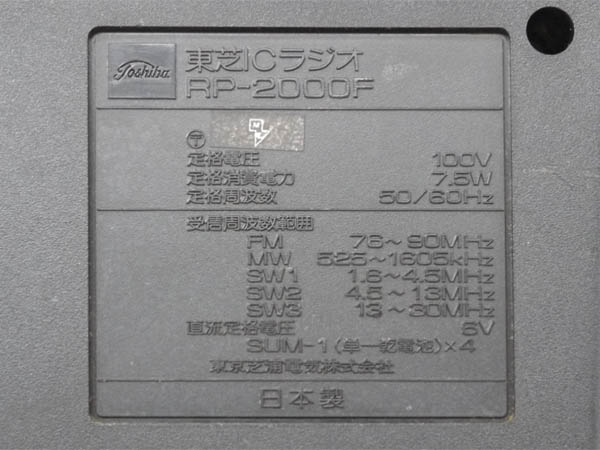 Toshiba
東芝ICラジオ
RP-2000F
〒
定格電圧 100V
定格消費電力 7.5W
定格周波数 50/60Hz
受信周波数範囲
FM 76～90MHz
MW 525～1605kHz
SW1 1.6～4.5MHz
SW2 4.5～13MHz
SW3 13～30MHz
直流定格電圧 6V
SUM-1〈単一乾電池〉×4
東京芝浦電気株式会社
日本製